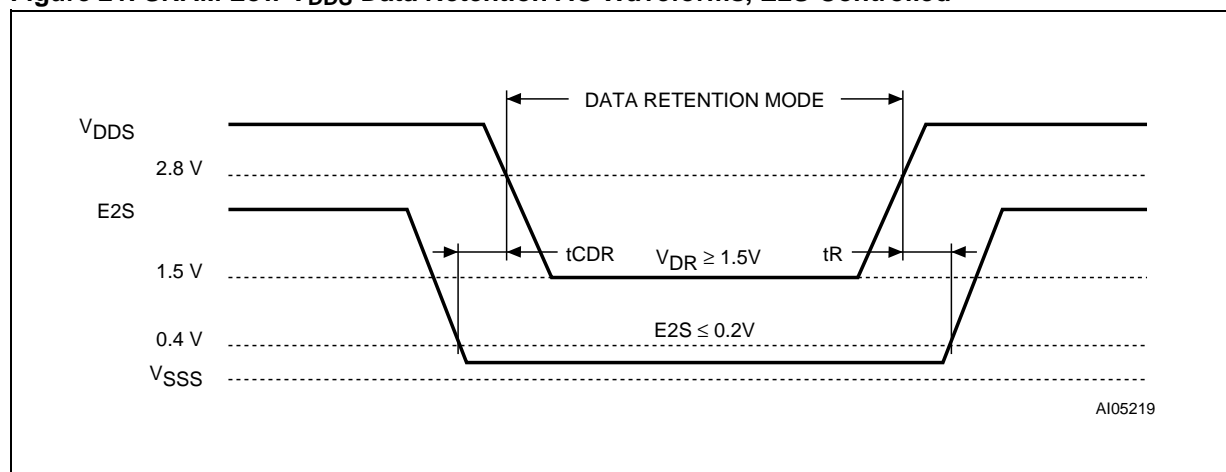 DATA RETENTION MODE
VDDS
2.8 V
E2S
tCDR
VDR ≥ 1.5V
tR
1.5 V
E2S ≤ 0.2V
0.4 V
VSSS
AI05219